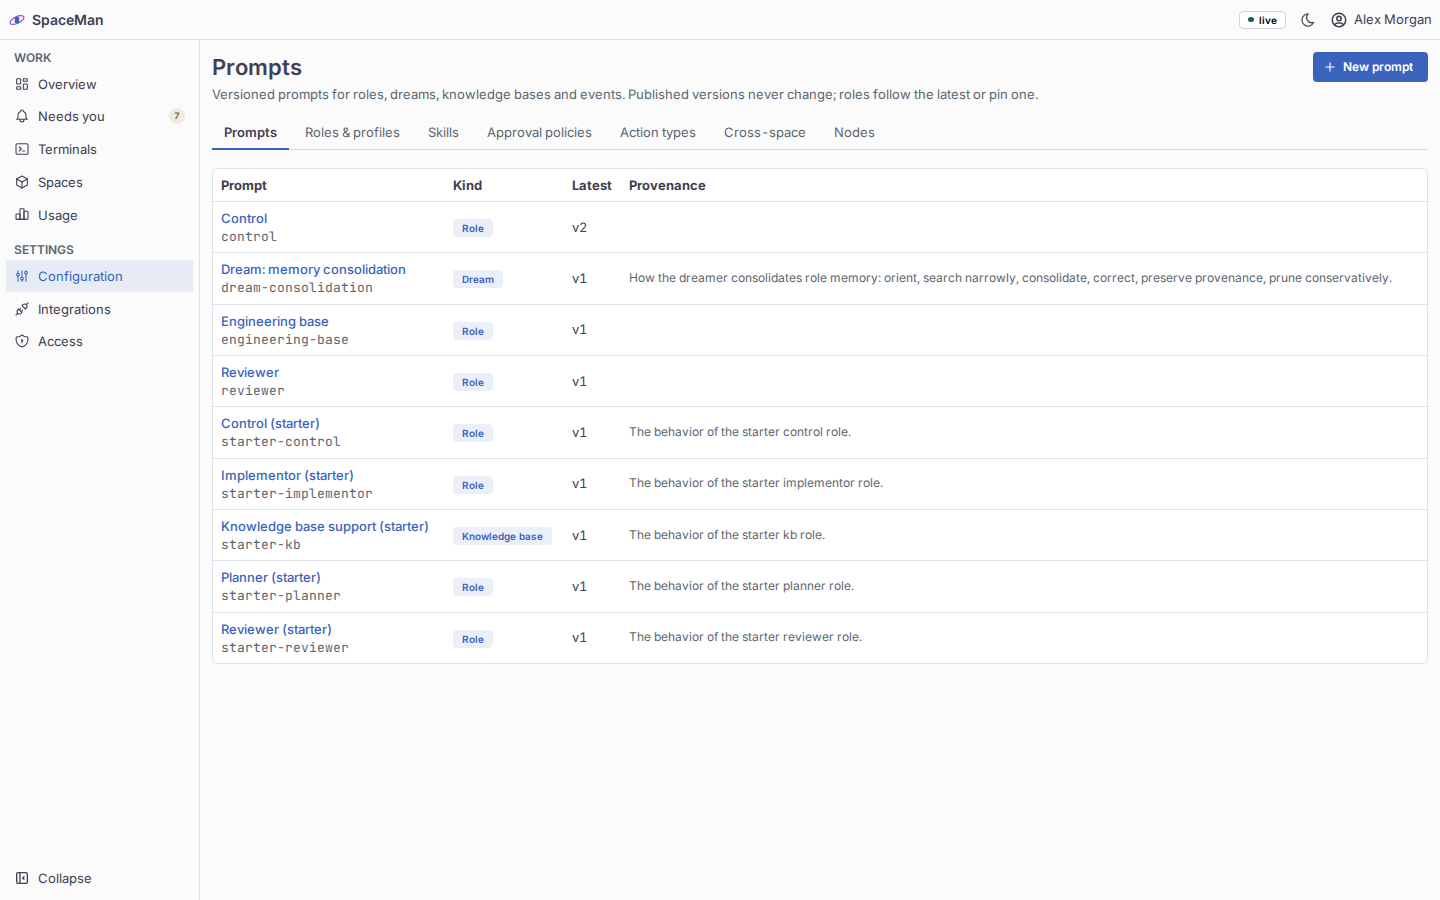 SpaceMan
live
Alex Morgan
WORK
Overview
Needs you
7
Terminals
Spaces
Usage
SETTINGS
Configuration
Integrations
Access
Collapse
Prompts
New prompt
Versioned prompts for roles, dreams, knowledge bases and events. Published versions never change; roles follow the latest or pin one.
Prompts Roles & profiles Skills Approval policies Action types Cross-space Nodes
Prompt Kind Latest Provenance
Control
control
Role
v2
Dream: memory consolidation
dream-consolidation
Dream
v1
How the dreamer consolidates role memory: orient, search narrowly, consolidate, correct, preserve provenance, prune conservatively.
Engineering base
engineering-base
Role
v1
Reviewer
reviewer
Role
v1
Control (starter)
starter-control
Role
v1
The behavior of the starter control role.
Implementor (starter)
starter-implementor
Role
v1
The behavior of the starter implementor role.
Knowledge base support (starter)
starter-kb
Knowledge base
v1
The behavior of the starter kb role.
Planner (starter)
starter-planner
Role
v1
The behavior of the starter planner role.
Reviewer (starter)
starter-reviewer
Role
v1
The behavior of the starter reviewer role.